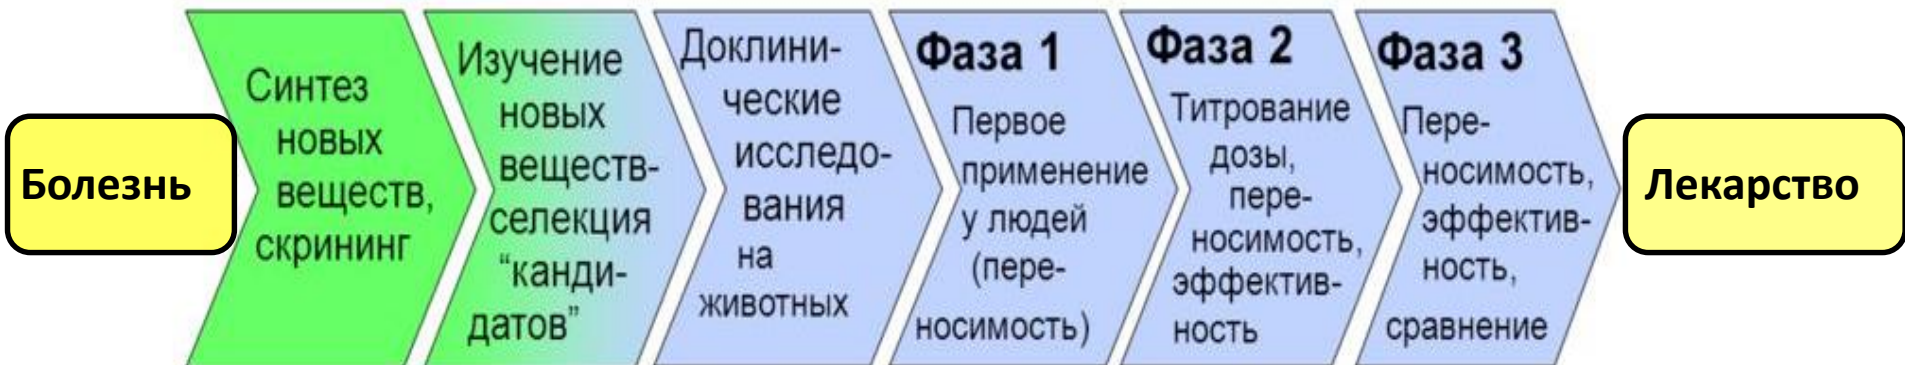 Болезнь
Синтез
новых
веществ,
скрининг
Изучение
новых
веществ-
селекция
“канди-
датов”
Доклини-
ческие
исследо-
вания
на
животных
Фаза 1
Первое
применение
у людей
(пере-
носимость)
Фаза 2
Титрование
дозы,
пере-
носимость,
эффектив-
ность
Фаза 3
Пере-
носимость,
эффектив-
ность,
сравнение
Лекарство